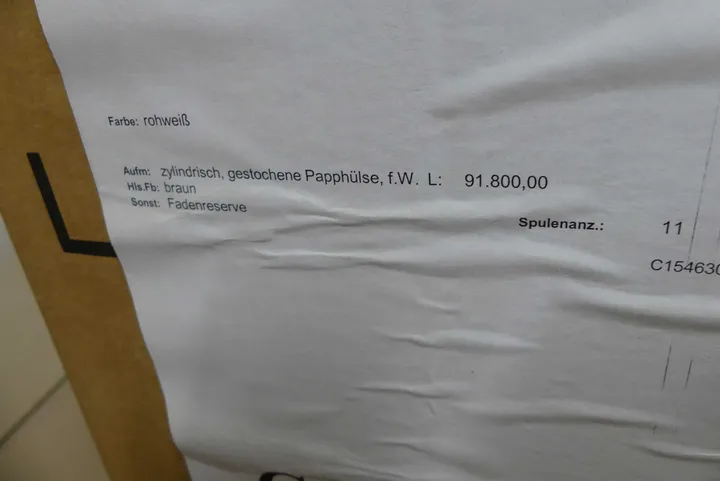 Farbe: rohweiß
Aufm: zylindrisch, gestochene Papphülse, f.W. L: 91.800,00
Hls.Fb: braun
Sonst: Fadenreserve
Spulenanz.: 11
C154630